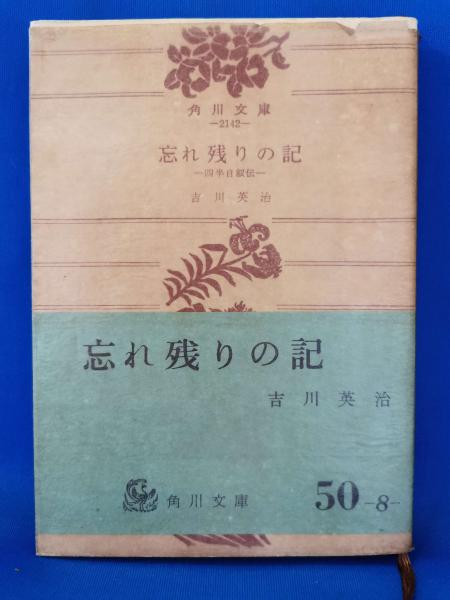 角川文庫
—2142—
忘れ残りの記
—四半自叙伝—
吉川英治
忘れ残りの記
吉川英治
角川文庫
50-8-